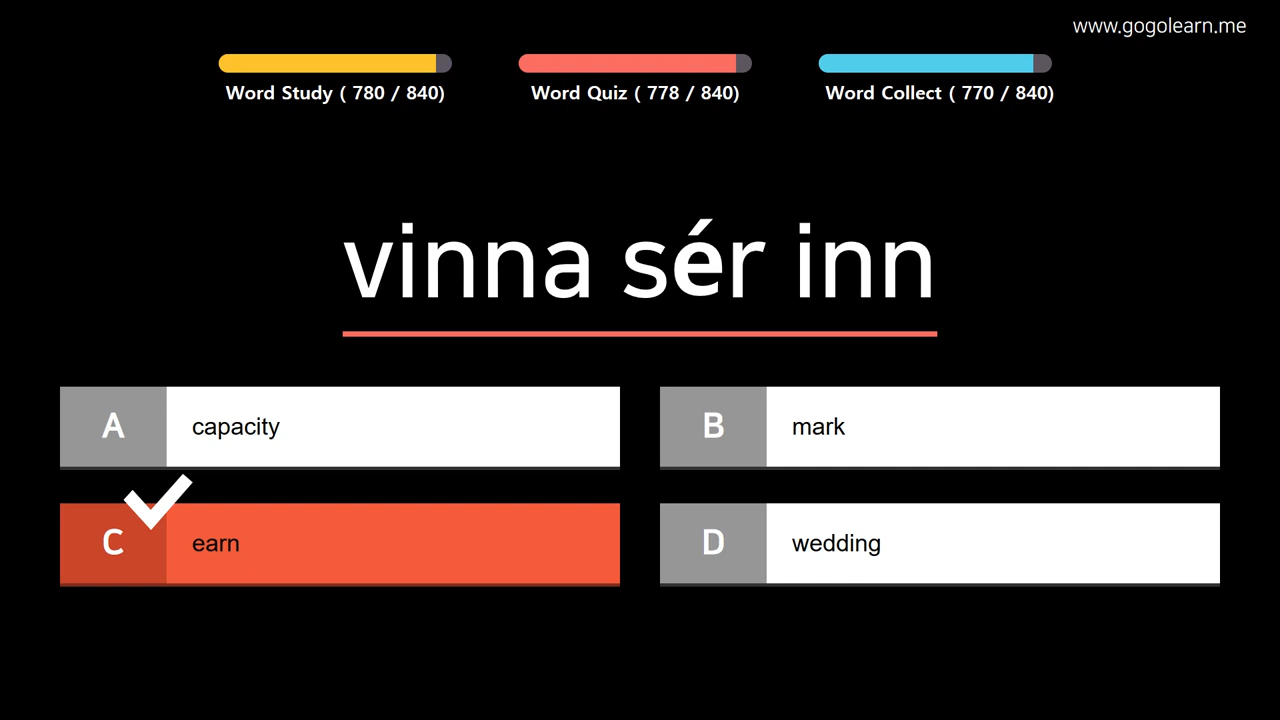 www.gogolearn.me
Word Study ( 780 / 840)
Word Quiz ( 778 / 840)
Word Collect ( 770 / 840)
vinna sér inn
A capacity
B mark
C earn
D wedding